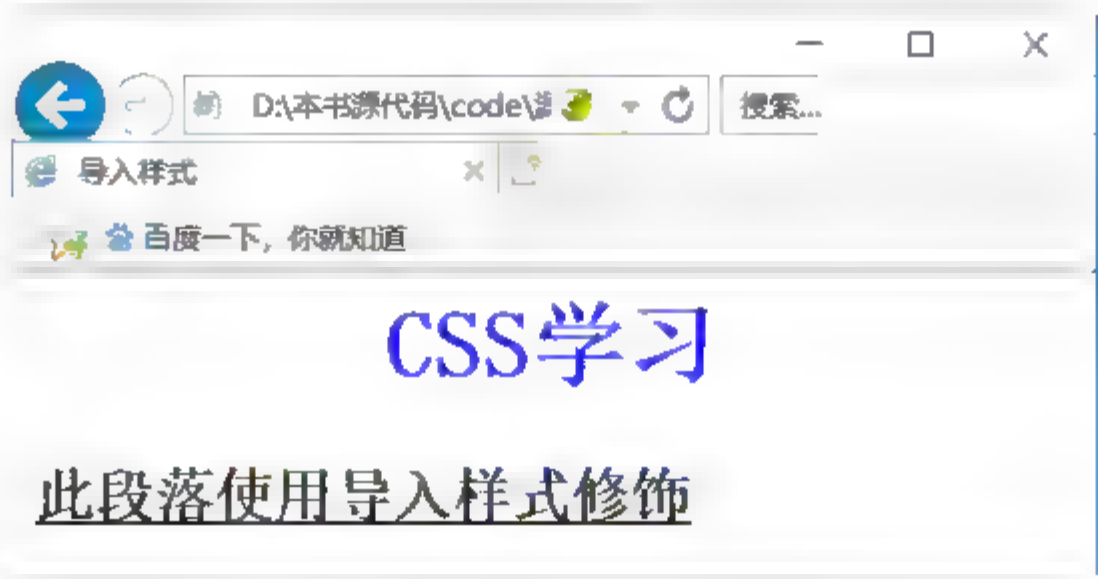 D:\本书源代码\code\
搜索...
导入样式
百度一下，你就知道
CSS学习
此段落使用导入样式修饰